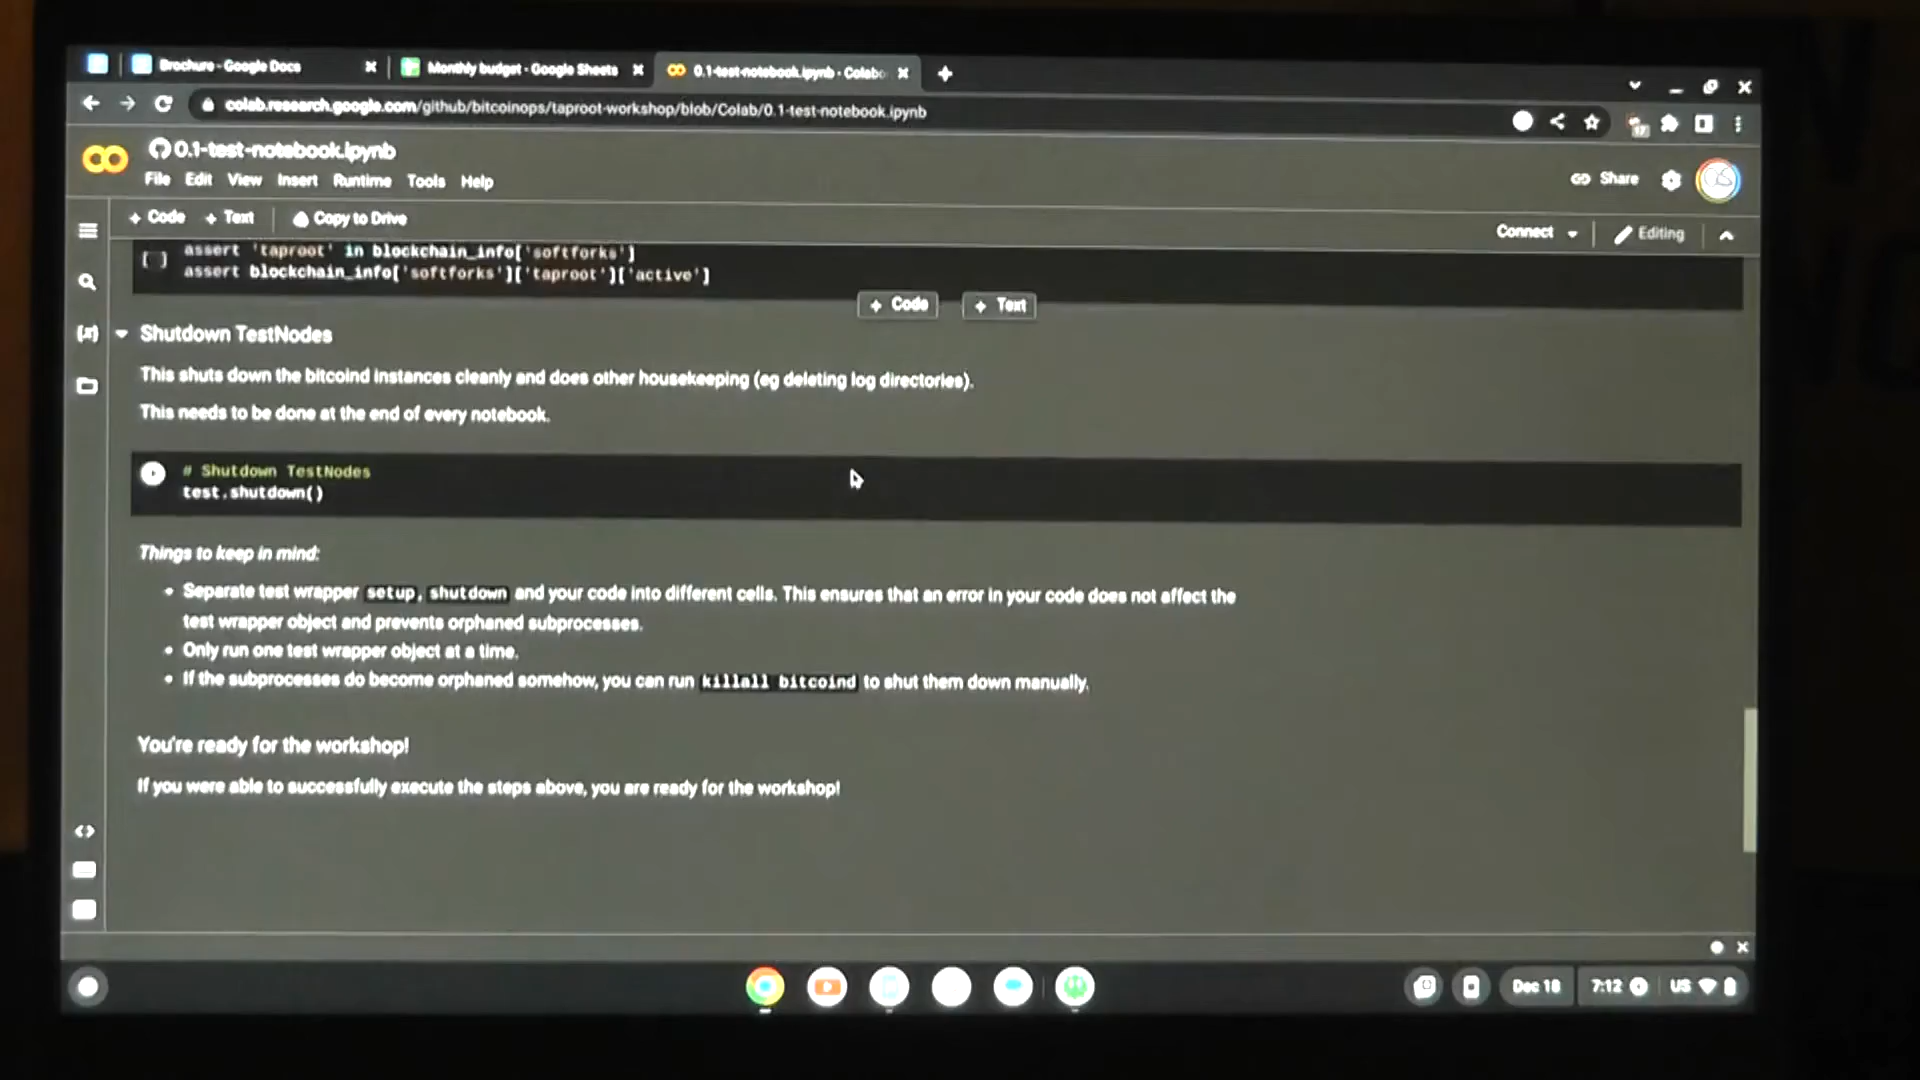 Brochure - Google Docs
Monthly budget - Google Sheets
0.1-test-notebook.ipynb - Colabo
colab.research.google.com/github/bitcoinops/taproot-workshop/blob/Colab/0.1-test-notebook.ipynb
17
0.1-test-notebook.ipynb
File Edit View Insert Runtime Tools Help
Share
+ Code + Text Copy to Drive
Connect
Editing
[ ] assert 'taproot' in blockchain_info['softforks']
assert blockchain_info['softforks']['taproot']['active']
+ Code + Text
{x}
Shutdown TestNodes
This shuts down the bitcoind instances cleanly and does other housekeeping (eg deleting log directories).
This needs to be done at the end of every notebook.
# Shutdown TestNodes
test.shutdown()
Things to keep in mind:
• Separate test wrapper setup, shutdown and your code into different cells. This ensures that an error in your code does not affect the
test wrapper object and prevents orphaned subprocesses.
• Only run one test wrapper object at a time.
• If the subprocesses do become orphaned somehow, you can run killall bitcoind to shut them down manually.
You're ready for the workshop!
If you were able to successfully execute the steps above, you are ready for the workshop!
Dec 18
7:12
US